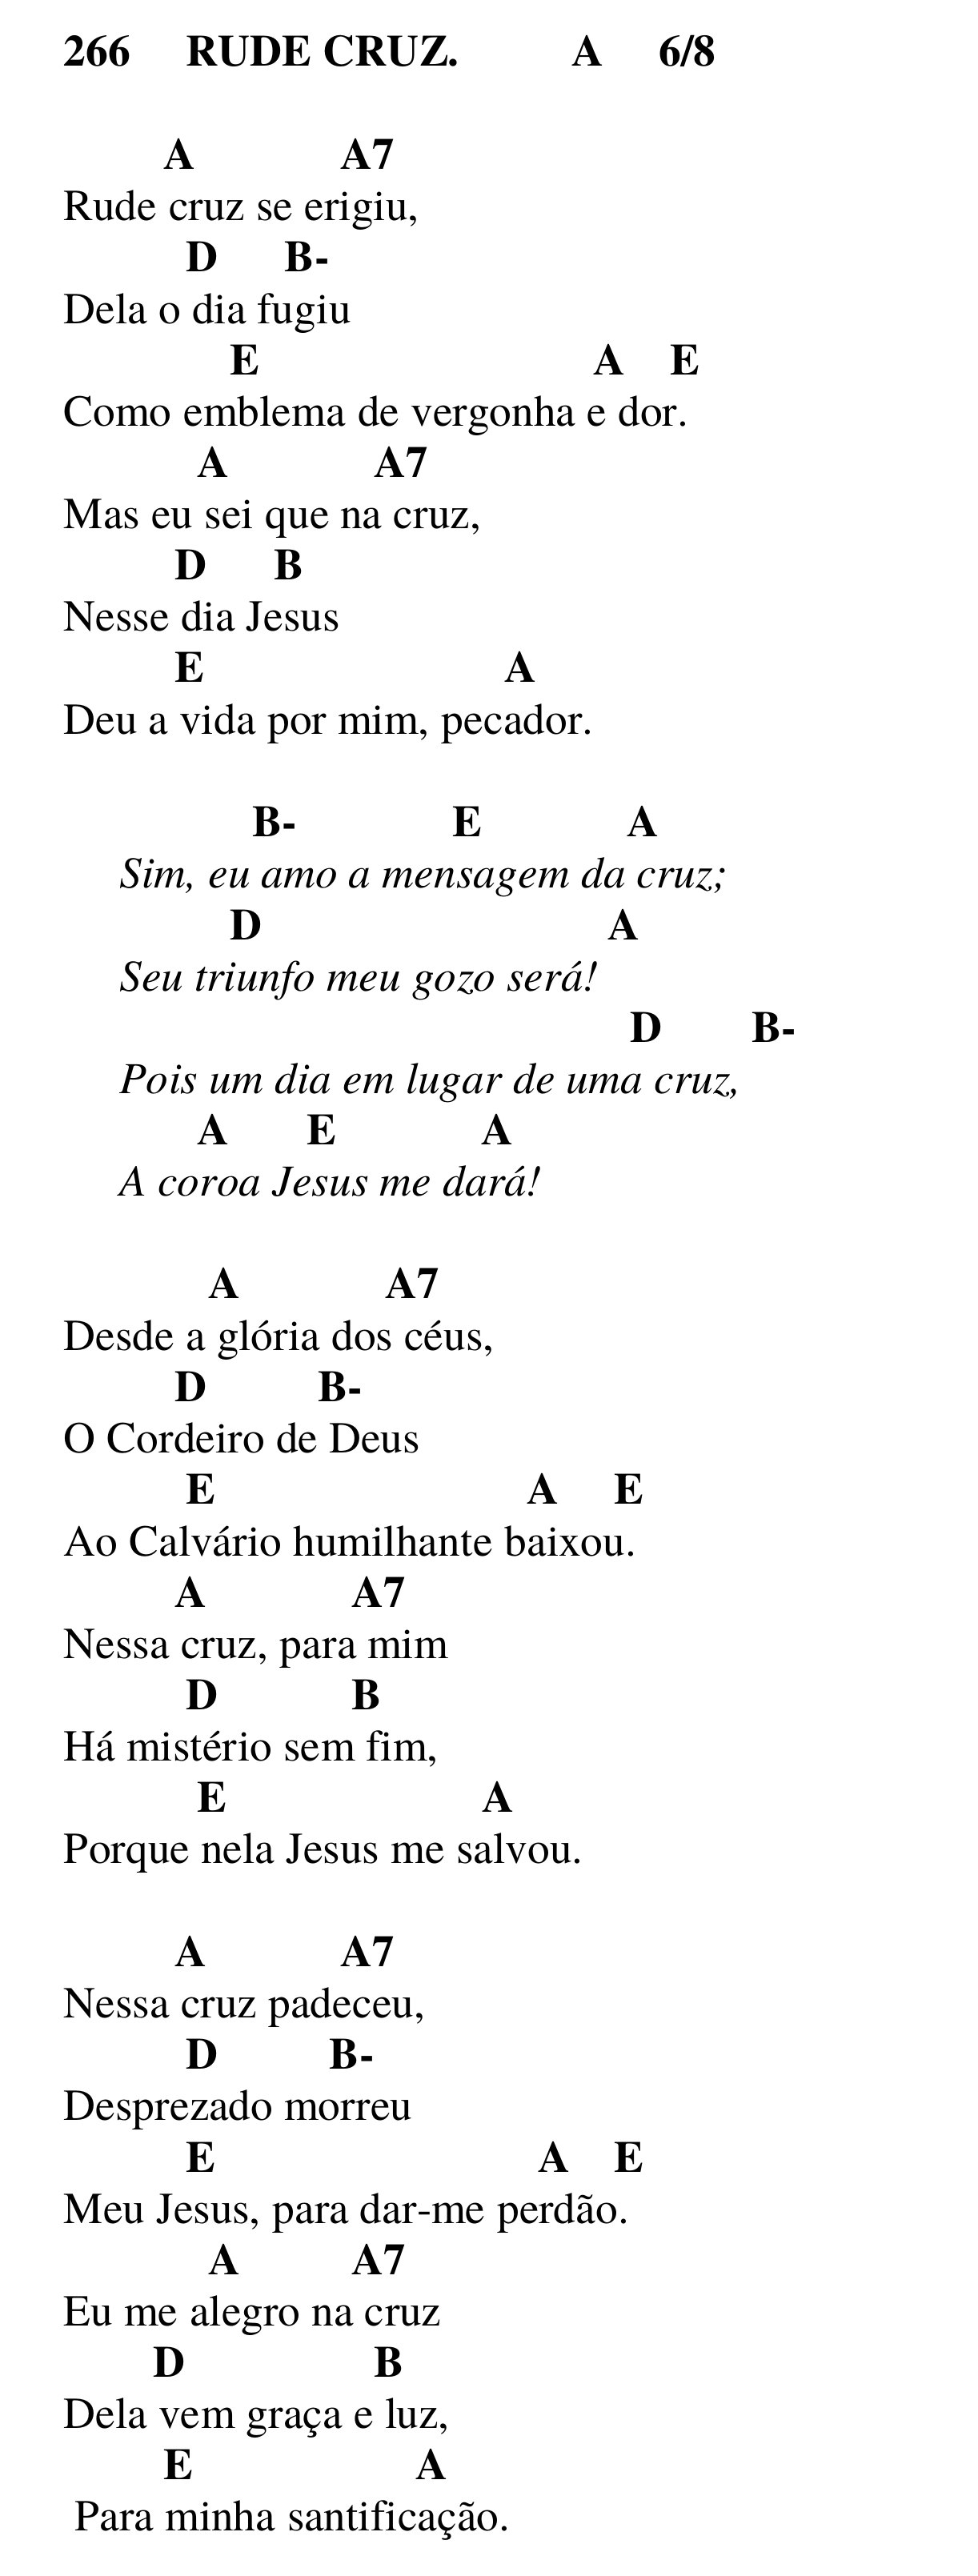 266 RUDE CRUZ. A 6/8
A A7
Rude cruz se erigiu,
D B-
Dela o dia fugiu
E A E
Como emblema de vergonha e dor.
A A7
Mas eu sei que na cruz,
D B
Nesse dia Jesus
E A
Deu a vida por mim, pecador.
B- E A
Sim, eu amo a mensagem da cruz;
D A
Seu triunfo meu gozo será!
D B-
Pois um dia em lugar de uma cruz,
A E A
A coroa Jesus me dará!
A A7
Desde a glória dos céus,
D B-
O Cordeiro de Deus
E A E
Ao Calvário humilhante baixou.
A A7
Nessa cruz, para mim
D B
Há mistério sem fim,
E A
Porque nela Jesus me salvou.
A A7
Nessa cruz padeceu,
D B-
Desprezado morreu
E A E
Meu Jesus, para dar-me perdão.
A A7
Eu me alegro na cruz
D B
Dela vem graça e luz,
E A
Para minha santificação.